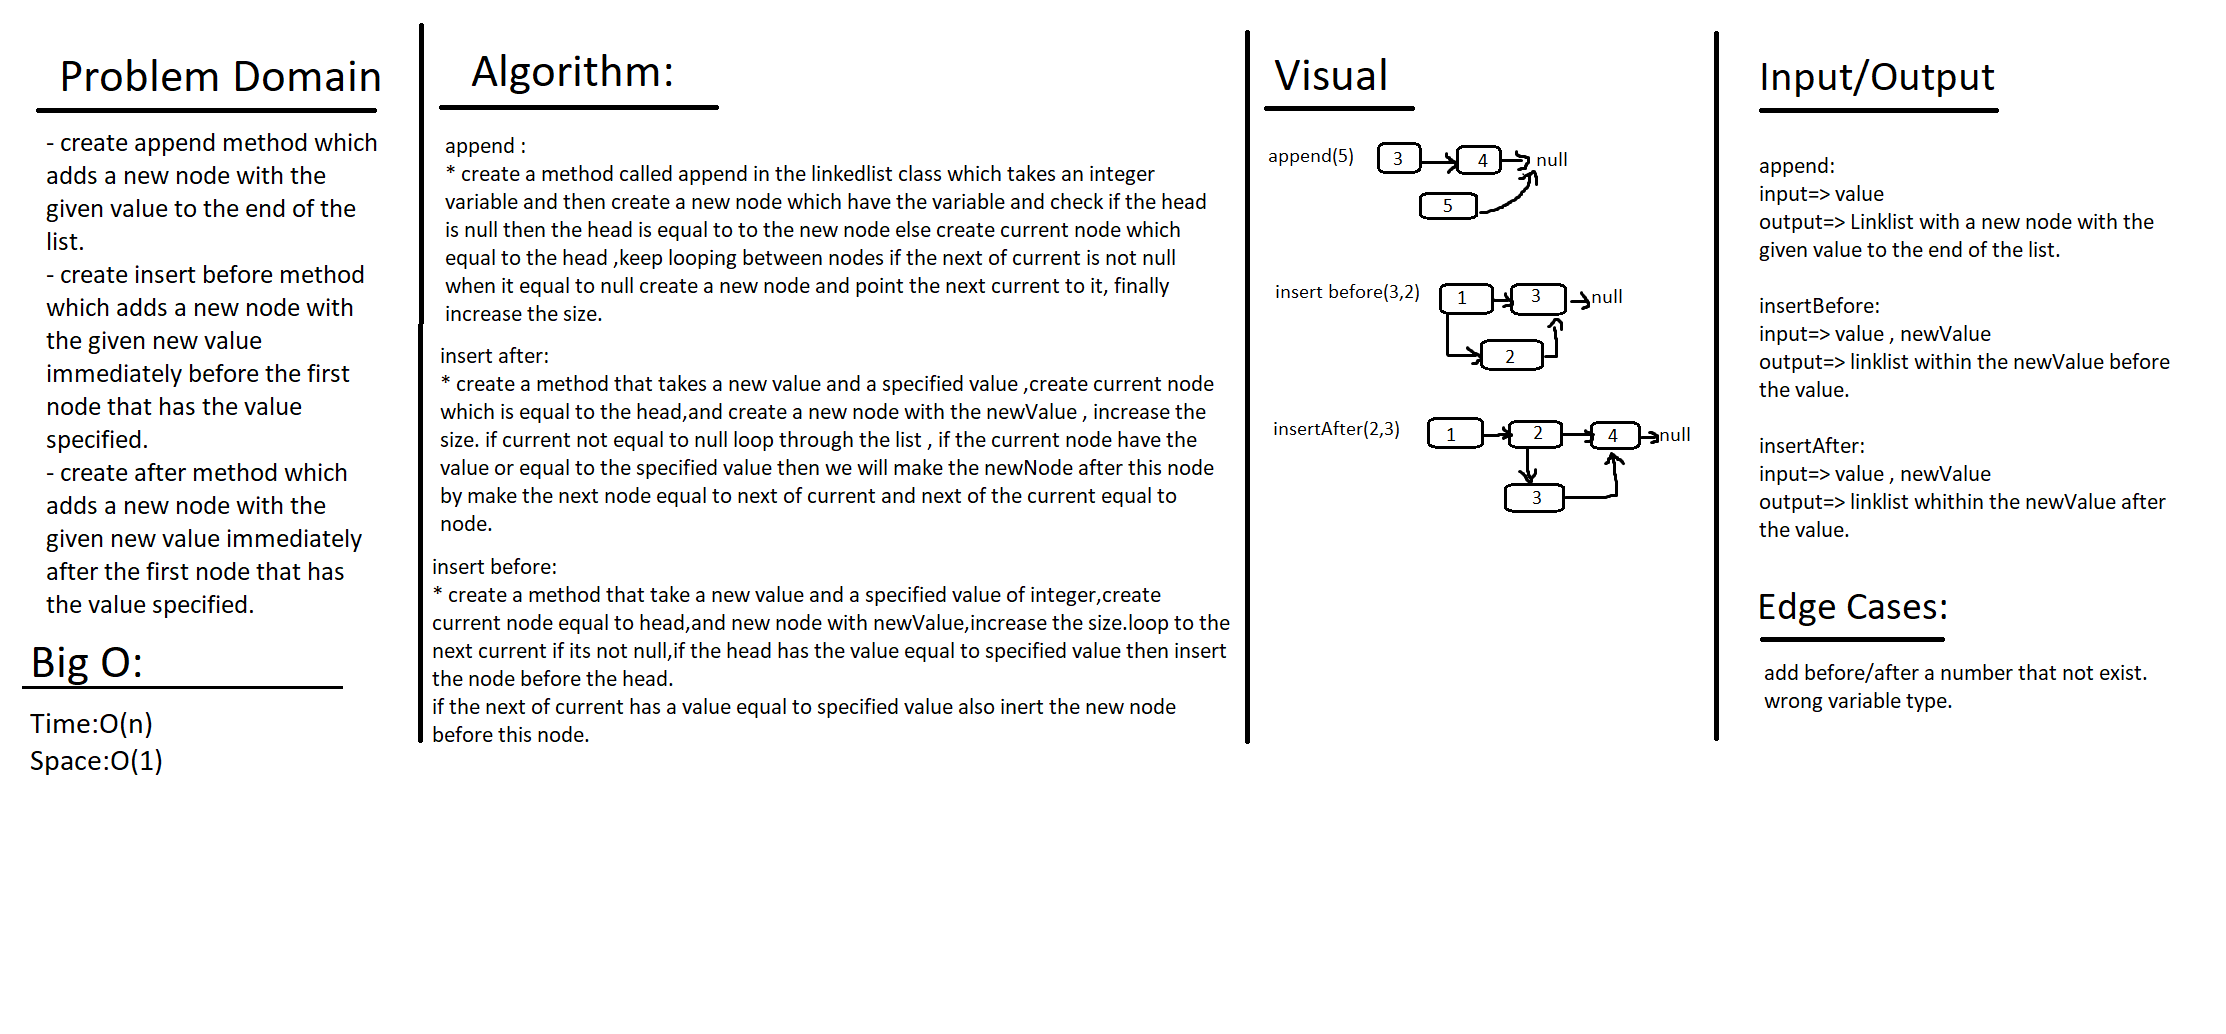 Problem Domain
- create append method which
adds a new node with the
given value to the end of the
list.
- create insert before method
which adds a new node with
the given new value
immediately before the first
node that has the value
specified.
- create after method which
adds a new node with the
given new value immediately
after the first node that has
the value specified.
Big O:
Time:O(n)
Space:O(1)
Algorithm:
append :
* create a method called append in the linkedlist class which takes an integer
variable and then create a new node which have the variable and check if the head
is null then the head is equal to to the new node else create current node which
equal to the head ,keep looping between nodes if the next of current is not null
when it equal to null create a new node and point the next current to it, finally
increase the size.
insert after:
* create a method that takes a new value and a specified value ,create current node
which is equal to the head,and create a new node with the newValue , increase the
size. if current not equal to null loop through the list , if the current node have the
value or equal to the specified value then we will make the newNode after this node
by make the next node equal to next of current and next of the current equal to
node.
insert before:
* create a method that take a new value and a specified value of integer,create
current node equal to head,and new node with newValue,increase the size.loop to the
next current if its not null,if the head has the value equal to specified value then insert
the node before the head.
if the next of current has a value equal to specified value also inert the new node
before this node.
Visual
append(5) 3 4 null
5
insert before(3,2) 1 3 null
2
insertAfter(2,3) 1 2 4 null
3
Input/Output
append:
input=> value
output=> Linklist with a new node with the
given value to the end of the list.
insertBefore:
input=> value , newValue
output=> linklist within the newValue before
the value.
insertAfter:
input=> value , newValue
output=> linklist whithin the newValue after
the value.
Edge Cases:
add before/after a number that not exist.
wrong variable type.